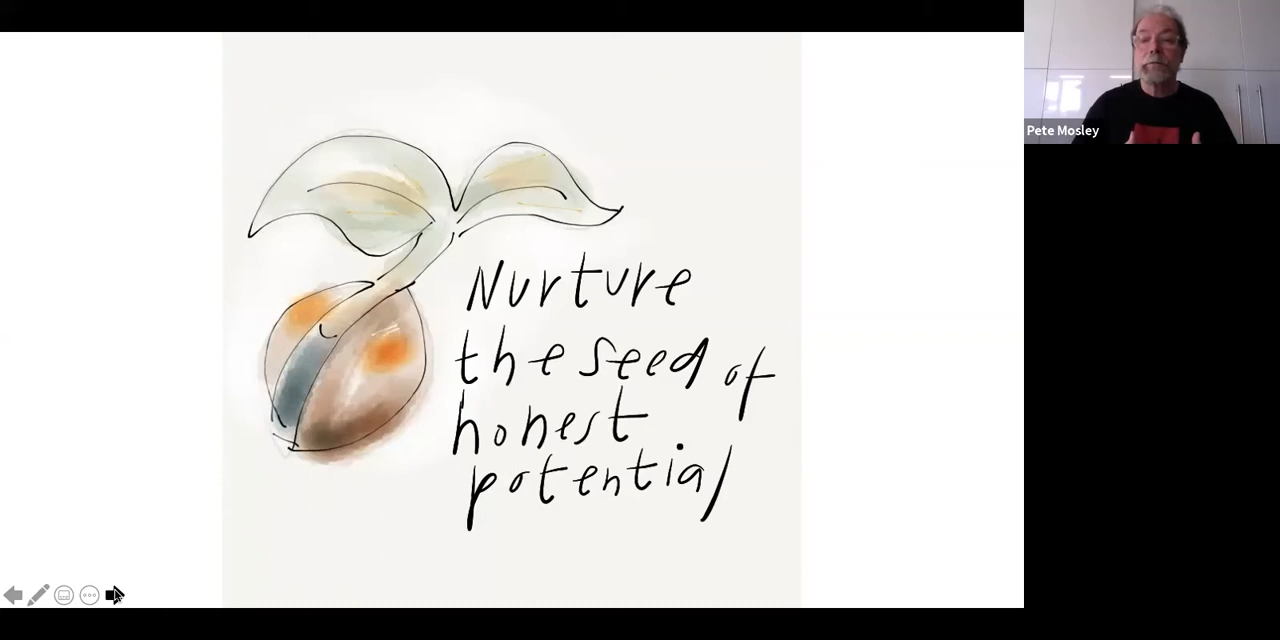 Nurture
the seed of
honest
potential
Pete Mosley